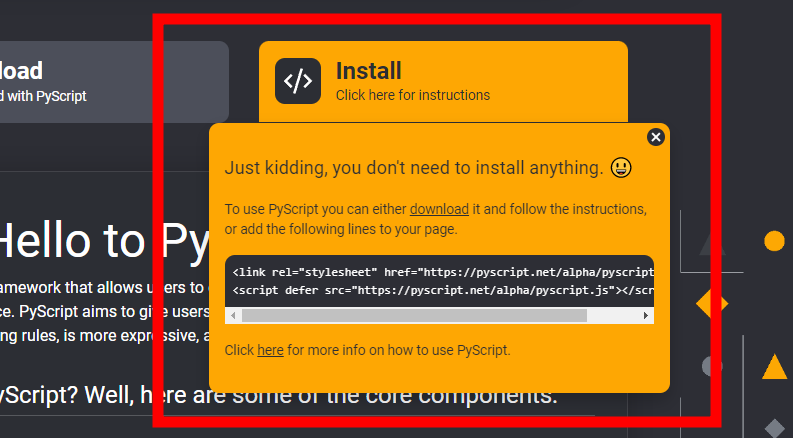 load
Install
d with PyScript
Click here for instructions
Just kidding, you don't need to install anything. 😃
To use PyScript you can either download it and follow the instructions,
or add the following lines to your page.
<link rel="stylesheet" href="https://pyscript.net/alpha/pyscript
<script defer src="https://pyscript.net/alpha/pyscript.js"></scr
Click here for more info on how to use PyScript.
Hello to Py
amework that allows users to
ce. PyScript aims to give users
ng rules, is more expressive, a
yScript? Well, here are some of the core components.